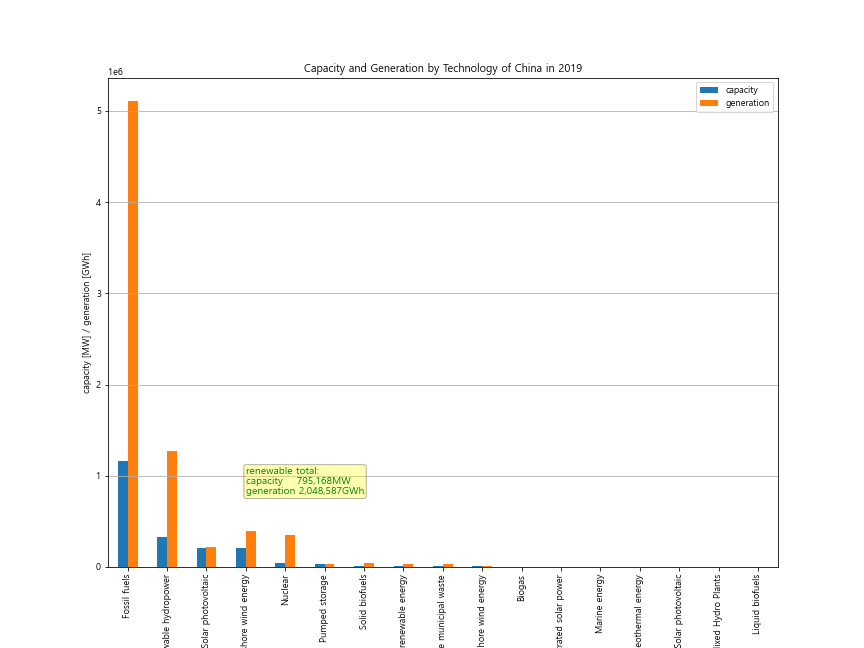 Capacity and Generation by Technology of China in 2019
1e6
capacity
generation
5
4
3
2
1
0
capacity [MW] / generation [GWh]
renewable total:
capacity 795,168MW
generation 2,048,587GWh
Fossil fuels
wable hydropower
Solar photovoltaic
hore wind energy
Nuclear
Pumped storage
Solid biofuels
renewable energy
e municipal waste
hore wind energy
Biogas
rated solar power
Marine energy
eothermal energy
Solar photovoltaic
lixed Hydro Plants
Liquid biofuels